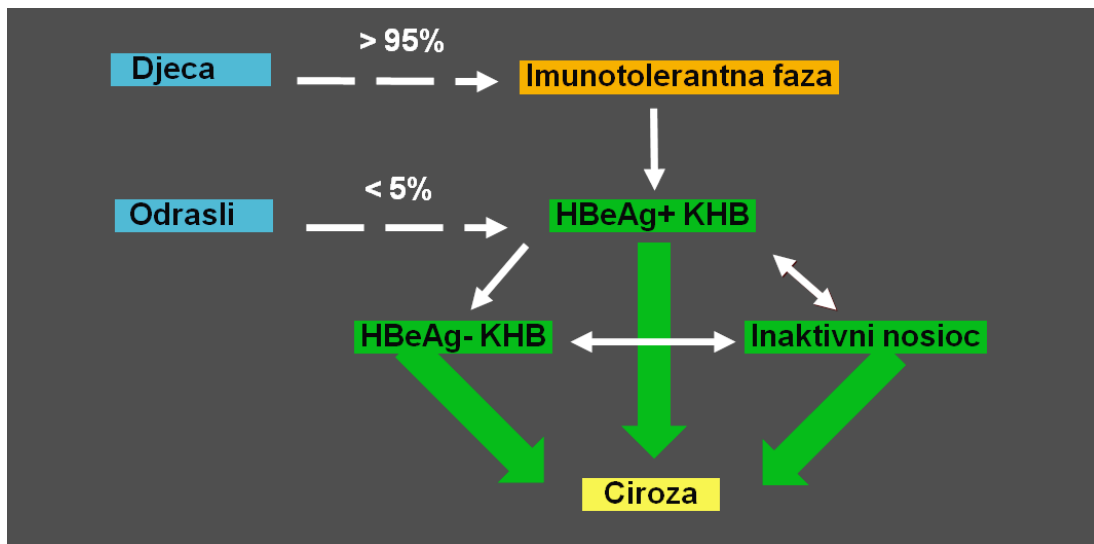 > 95%
Djeca
Imunotolerantna faza
< 5%
Odrasli
HBeAg+ KHB
HBeAg- KHB
Inaktivni nosioc
Ciroza